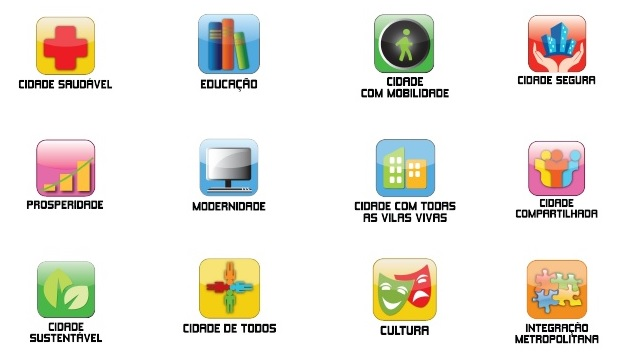 CIDADE SAUDÁVEL
EDUCAÇÃO
CIDADE
COM MOBILIDADE
CIDADE SEGURA
PROSPERIDADE
MODERNIDADE
CIDADE COM TODAS
AS VILAS VIVAS
CIDADE
COMPARTILHADA
CIDADE
SUSTENTÁVEL
CIDADE DE TODOS
CULTURA
INTEGRAÇÃO
METROPOLITANA